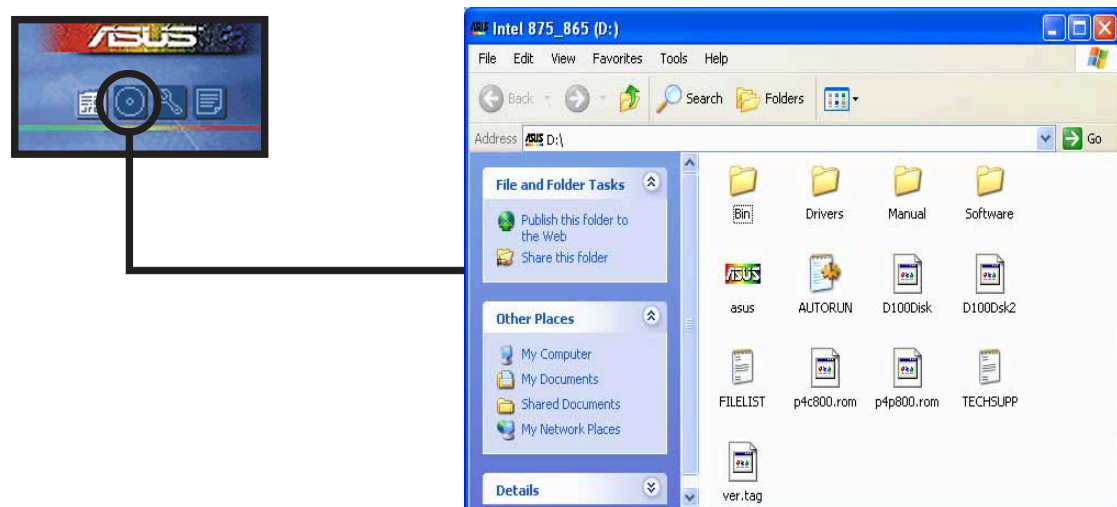 ASUS
Intel 875_865 (D:)
File Edit View Favorites Tools Help
Back Search Folders
Address D:\ Go
File and Folder Tasks
Publish this folder to
the Web
Share this folder
Other Places
My Computer
My Documents
Shared Documents
My Network Places
Details
Bin Drivers Manual Software
asus AUTORUN D100Disk D100Dsk2
FILELIST p4c800.rom p4p800.rom TECHSUPP
ver.tag